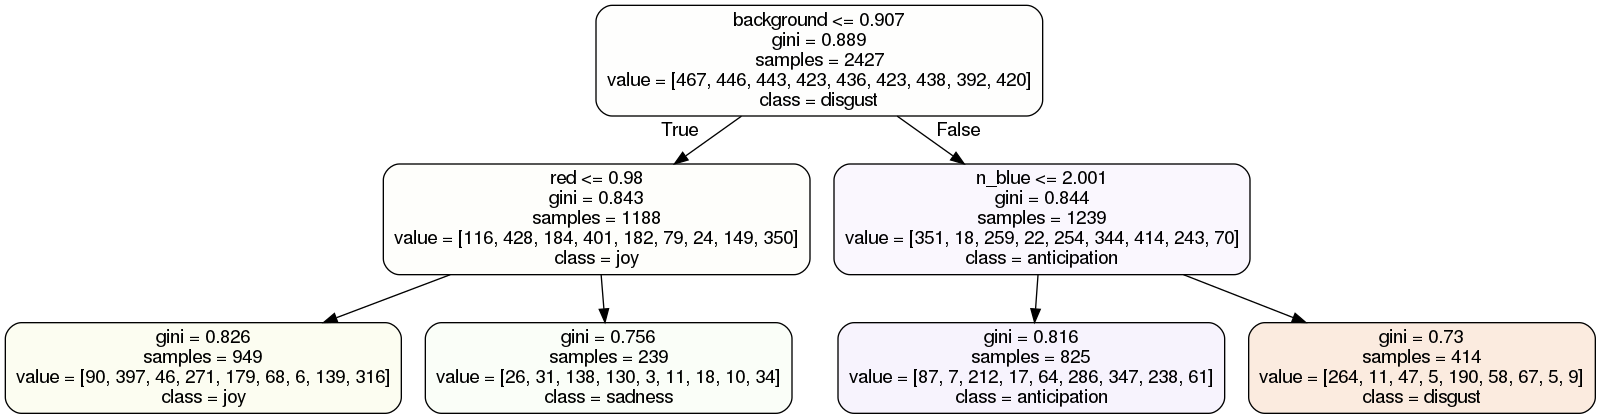 background <= 0.907
gini = 0.889
samples = 2427
value = [467, 446, 443, 423, 436, 423, 438, 392, 420]
class = disgust
True
False
red <= 0.98
gini = 0.843
samples = 1188
value = [116, 428, 184, 401, 182, 79, 24, 149, 350]
class = joy
n_blue <= 2.001
gini = 0.844
samples = 1239
value = [351, 18, 259, 22, 254, 344, 414, 243, 70]
class = anticipation
gini = 0.826
samples = 949
value = [90, 397, 46, 271, 179, 68, 6, 139, 316]
class = joy
gini = 0.756
samples = 239
value = [26, 31, 138, 130, 3, 11, 18, 10, 34]
class = sadness
gini = 0.816
samples = 825
value = [87, 7, 212, 17, 64, 286, 347, 238, 61]
class = anticipation
gini = 0.73
samples = 414
value = [264, 11, 47, 5, 190, 58, 67, 5, 9]
class = disgust